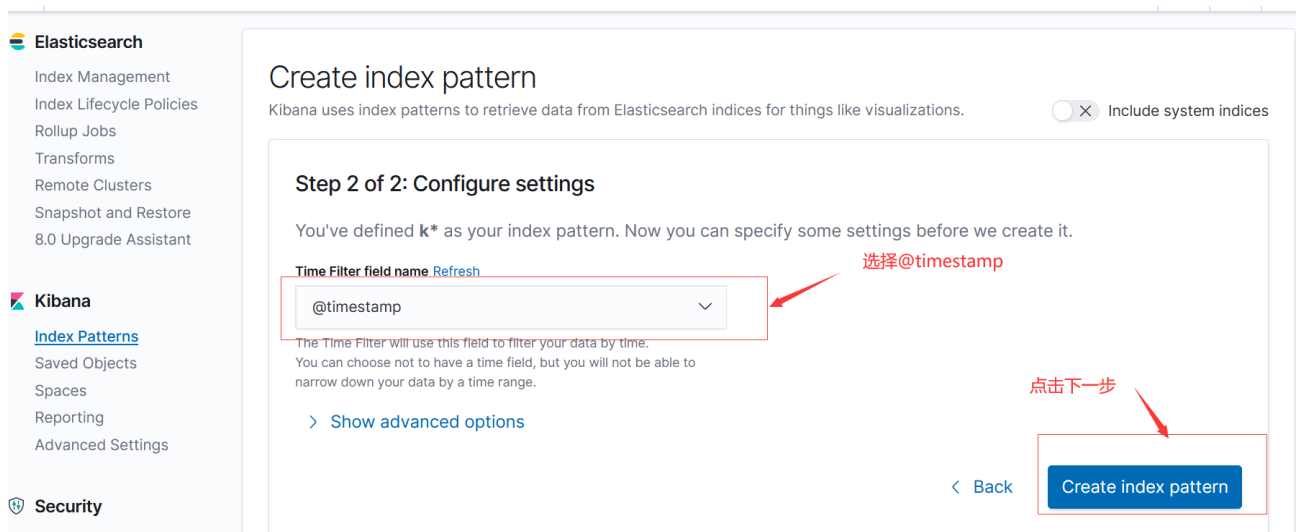 Elasticsearch
Index Management
Index Lifecycle Policies
Rollup Jobs
Transforms
Remote Clusters
Snapshot and Restore
8.0 Upgrade Assistant
Kibana
Index Patterns
Saved Objects
Spaces
Reporting
Advanced Settings
Security
Create index pattern
Kibana uses index patterns to retrieve data from Elasticsearch indices for things like visualizations.
Include system indices
Step 2 of 2: Configure settings
You've defined k* as your index pattern. Now you can specify some settings before we create it.
选择@timestamp
Time Filter field name Refresh
@timestamp
The Time Filter will use this field to filter your data by time.
You can choose not to have a time field, but you will not be able to
narrow down your data by a time range.
点击下一步
Show advanced options
Back
Create index pattern